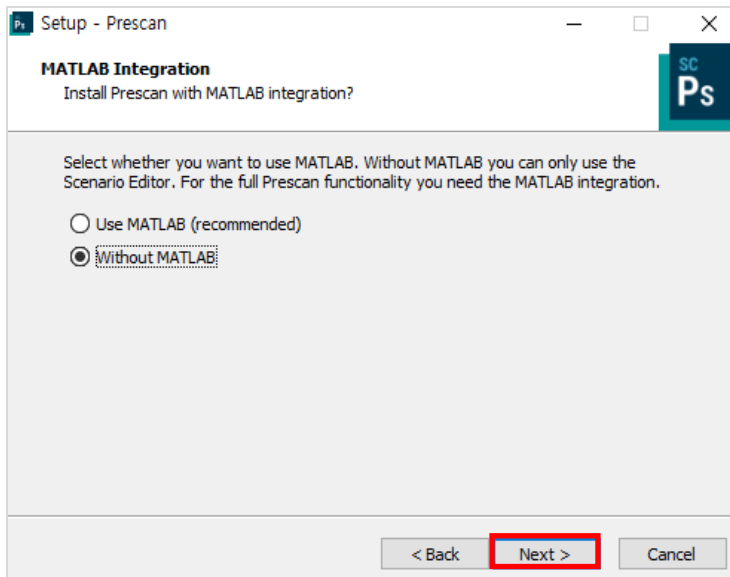 Ps Setup - Prescan
MATLAB Integration
Install Prescan with MATLAB integration?
SC
Ps
Select whether you want to use MATLAB. Without MATLAB you can only use the
Scenario Editor. For the full Prescan functionality you need the MATLAB integration.
Use MATLAB (recommended)
Without MATLAB
< Back Next > Cancel